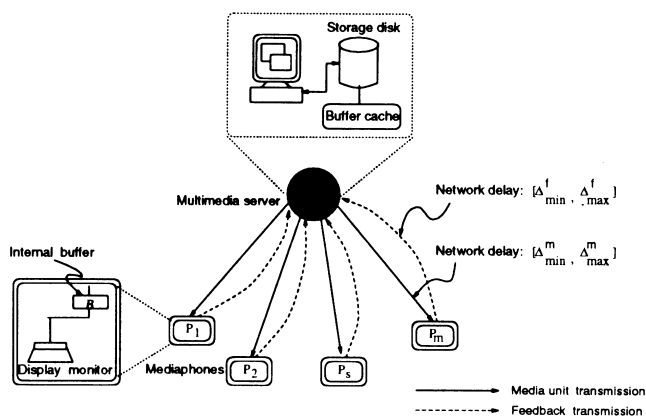 Storage disk
Buffer cache
Multimedia server
Network delay: [Δ^f_min , Δ^f_max ]
Network delay: [Δ^m_min , Δ^m_max ]
Internal buffer
B
Display monitor
P1
Mediaphones
P2
Ps
Pm
Media unit transmission
Feedback transmission